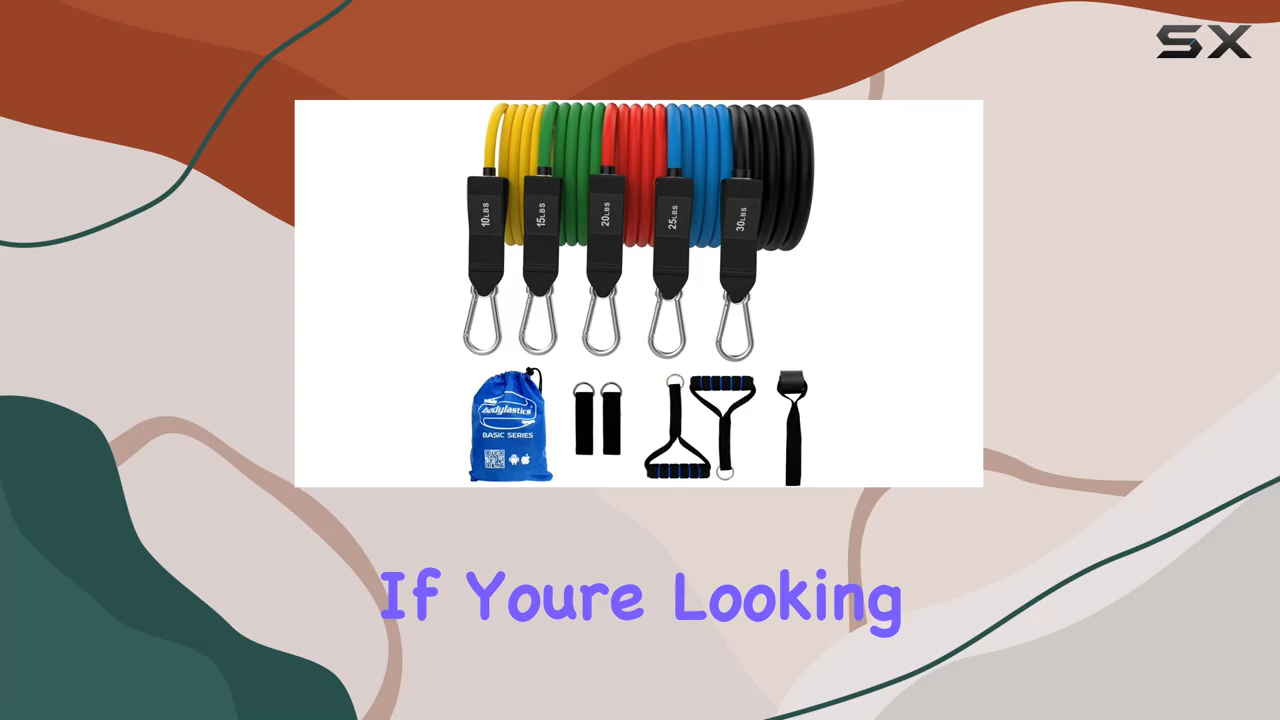 SX
10LBS
15LBS
20LBS
25LBS
30LBS
bodylastics
BASIC SERIES
If Youre Looking